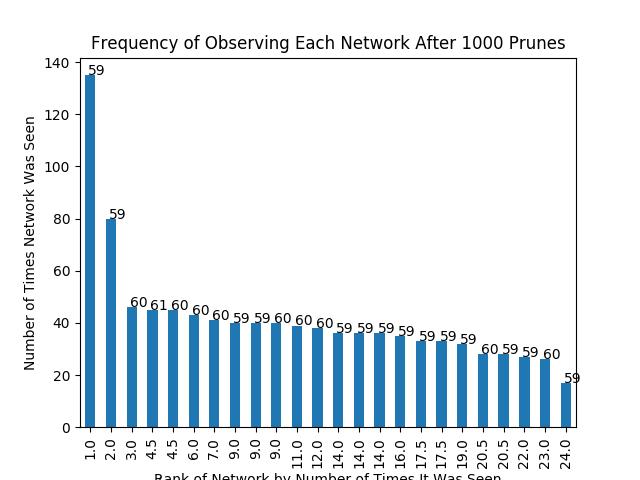 Frequency of Observing Each Network After 1000 Prunes
Number of Times Network Was Seen
140
120
100
80
60
40
20
0
59 59 60 61 60 60 60 59 59 60 60 60 59 59 59 59 59 59 59 60 59 59 60 59
1.0 2.0 3.0 4.5 4.5 6.0 7.0 9.0 9.0 9.0 11.0 12.0 14.0 14.0 14.0 16.0 17.5 17.5 19.0 20.5 20.5 22.0 23.0 24.0
Rank of Network by Number of Times It Was Seen